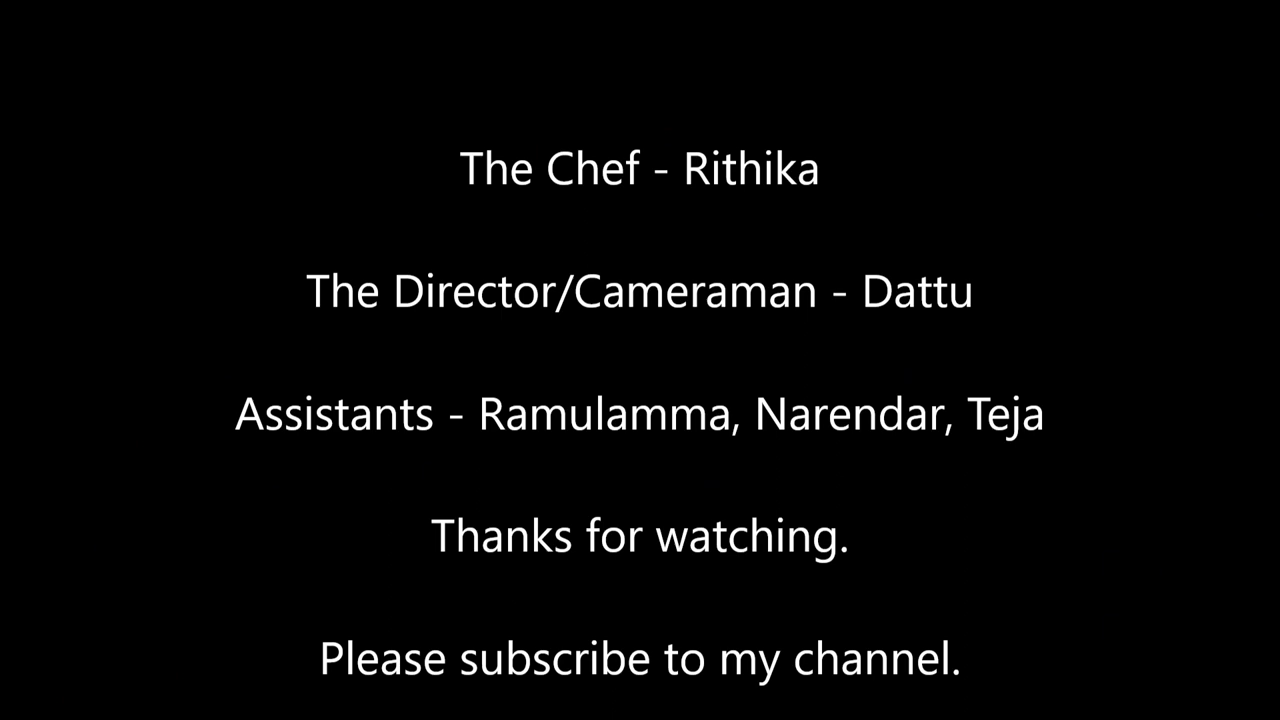 The Chef - Rithika
The Director/Cameraman - Dattu
Assistants - Ramulamma, Narendar, Teja
Thanks for watching.
Please subscribe to my channel.